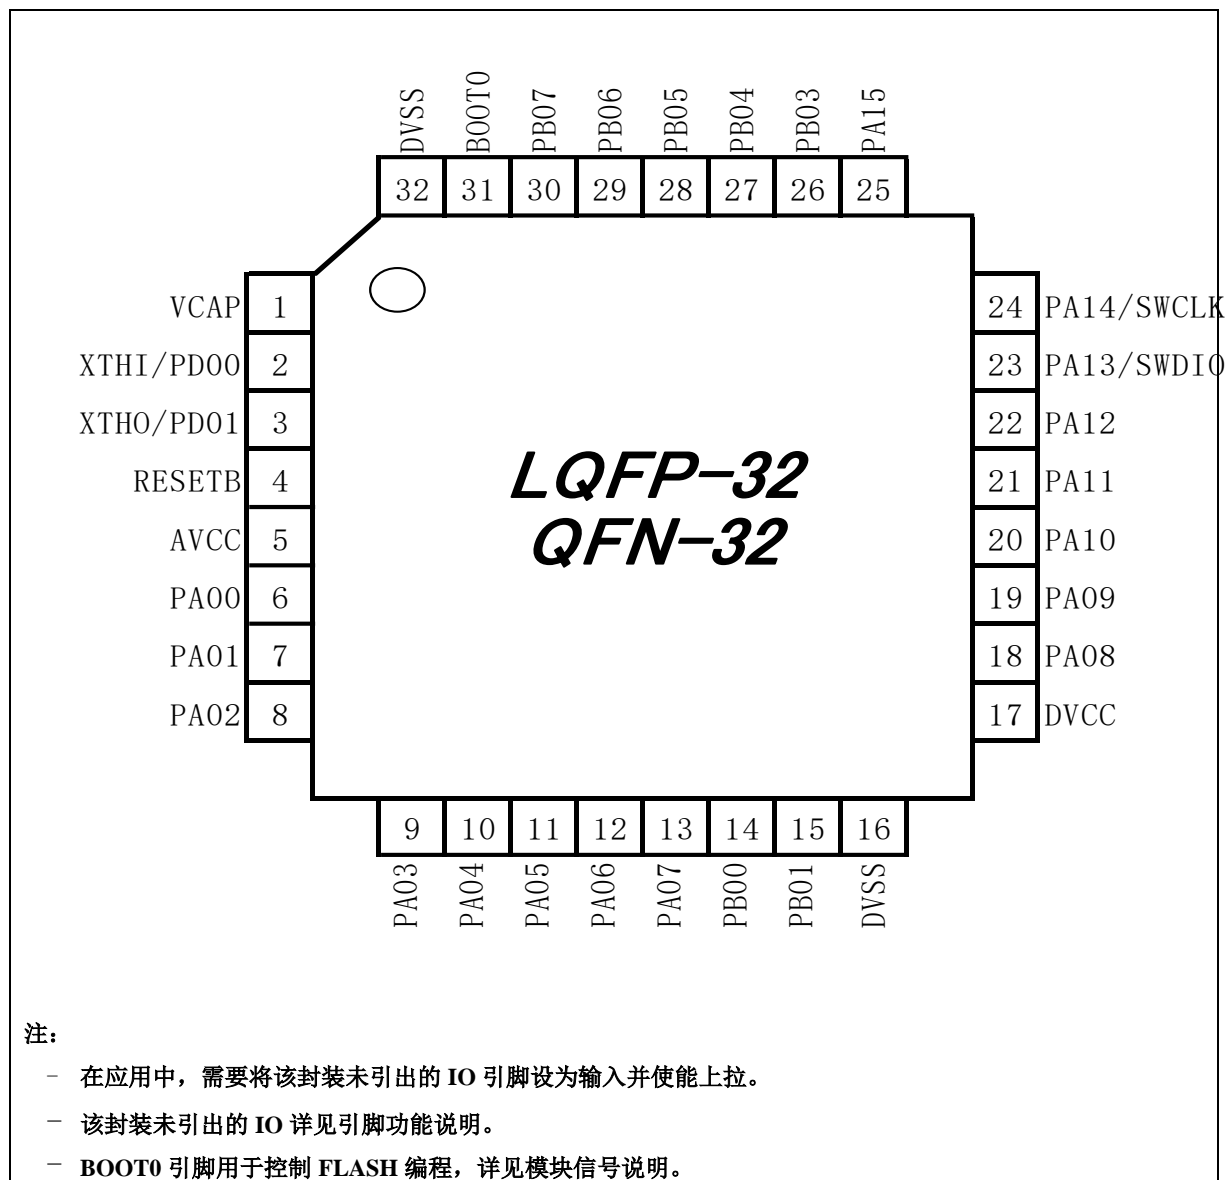 DVSS
BOOT0
PB07
PB06
PB05
PB04
PB03
PA15
32 31 30 29 28 27 26 25
VCAP 1
XTHI/PD00 2
XTHO/PD01 3
RESETB 4
AVCC 5
PA00 6
PA01 7
PA02 8
24 PA14/SWCLK
23 PA13/SWDIO
22 PA12
21 PA11
20 PA10
19 PA09
18 PA08
17 DVCC
LQFP-32
QFN-32
9 10 11 12 13 14 15 16
PA03
PA04
PA05
PA06
PA07
PB00
PB01
DVSS
注：
－ 在应用中，需要将该封装未引出的 IO 引脚设为输入并使能上拉。
－ 该封装未引出的 IO 详见引脚功能说明。
－ BOOT0 引脚用于控制 FLASH 编程，详见模块信号说明。